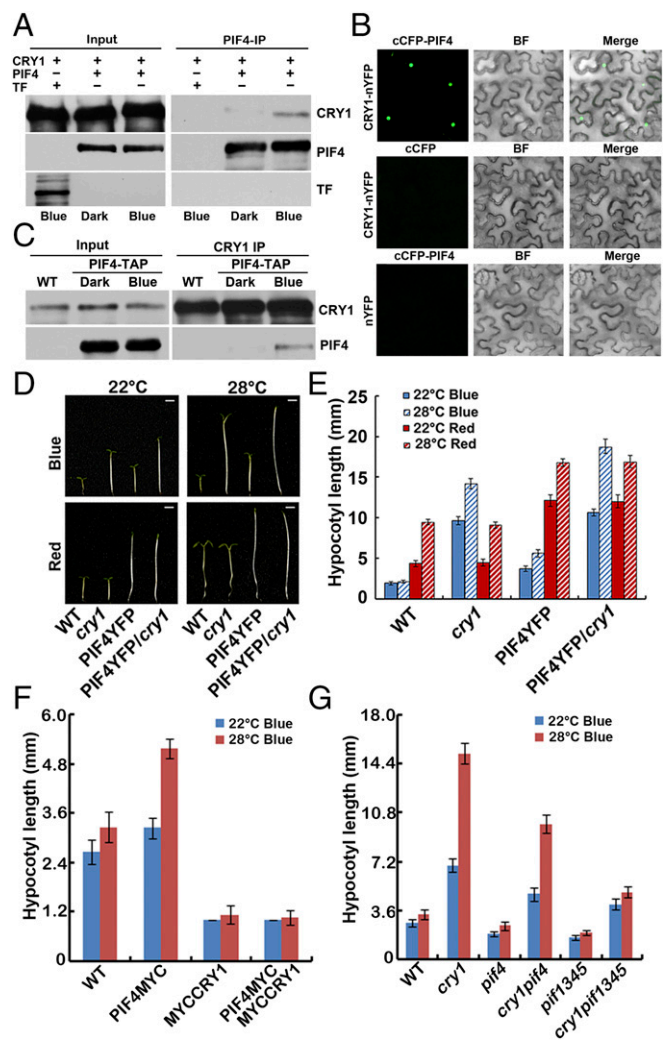 A
Input
PIF4-IP
CRY1 + + + + + +
PIF4 – + + – + +
TF + – – + – –
CRY1
PIF4
TF
Blue Dark Blue Blue Dark Blue
B
cCFP-PIF4 BF Merge
CRY1-nYFP
cCFP BF Merge
CRY1-nYFP
cCFP-PIF4 BF Merge
nYFP
C
Input
CRY1 IP
PIF4-TAP PIF4-TAP
WT Dark Blue WT Dark Blue
CRY1
PIF4
D
22°C 28°C
Blue
Red
WT
cry1
PIF4YFP
PIF4YFP/cry1
WT
cry1
PIF4YFP
PIF4YFP/cry1
E
Hypocotyl length (mm)
25
20
15
10
5
0
22°C Blue
28°C Blue
22°C Red
28°C Red
WT
cry1
PIF4YFP
PIF4YFP/cry1
F
Hypocotyl length (mm)
6.0
4.8
3.6
2.4
1.2
0
22°C Blue
28°C Blue
WT
PIF4MYC
MYCCRY1
PIF4MYC
MYCCRY1
G
Hypocotyl length (mm)
18.0
14.4
10.8
7.2
3.6
0
22°C Blue
28°C Blue
WT
cry1
pif4
cry1pif4
pif1345
cry1pif1345